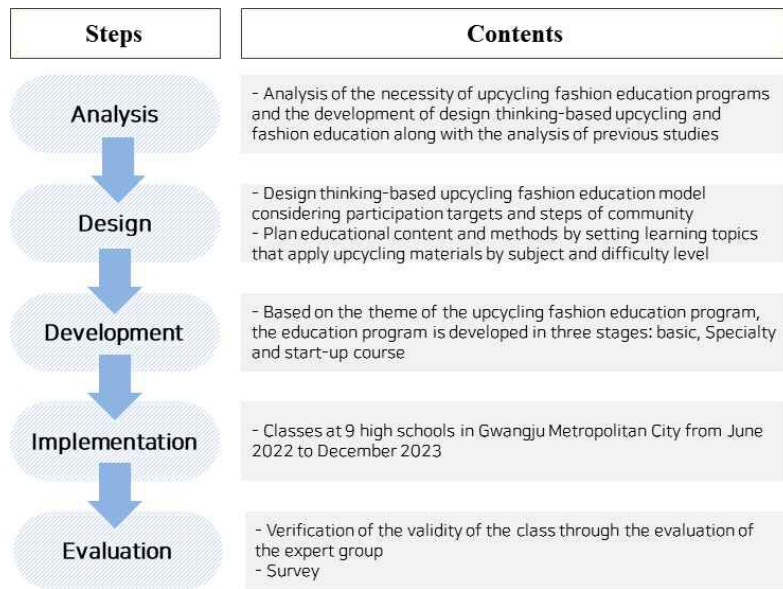 Steps
Contents
Analysis
- Analysis of the necessity of upcycling fashion education programs
and the development of design thinking-based upcycling and
fashion education along with the analysis of previous studies
Design
- Design thinking-based upcycling fashion education model
considering participation targets and steps of community
- Plan educational content and methods by setting learning topics
that apply upcycling materials by subject and difficulty level
Development
- Based on the theme of the upcycling fashion education program,
the education program is developed in three stages: basic, Specialty
and start-up course
Implementation
- Classes at 9 high schools in Gwangju Metropolitan City from June
2022 to December 2023
Evaluation
- Verification of the validity of the class through the evaluation of
the expert group
- Survey